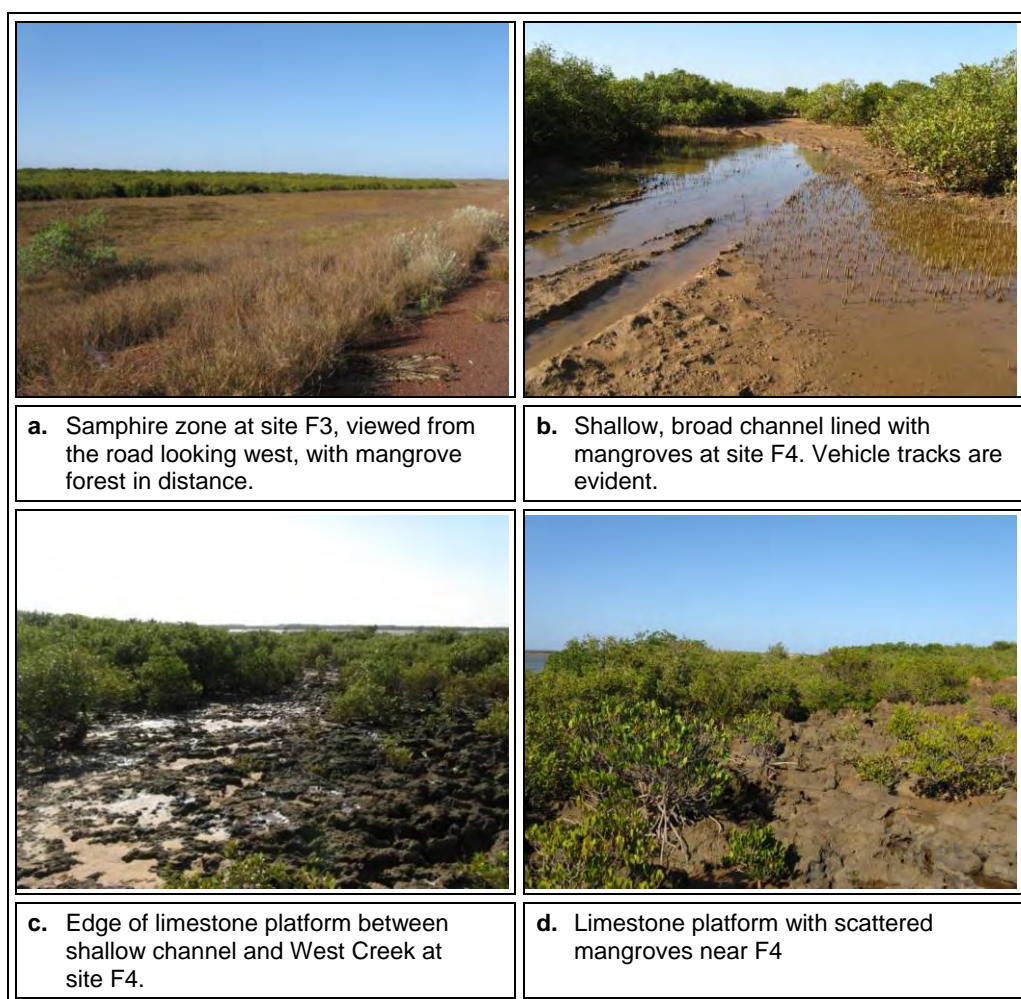 a. Samphire zone at site F3, viewed from
the road looking west, with mangrove
forest in distance.
b. Shallow, broad channel lined with
mangroves at site F4. Vehicle tracks are
evident.
c. Edge of limestone platform between
shallow channel and West Creek at
site F4.
d. Limestone platform with scattered
mangroves near F4